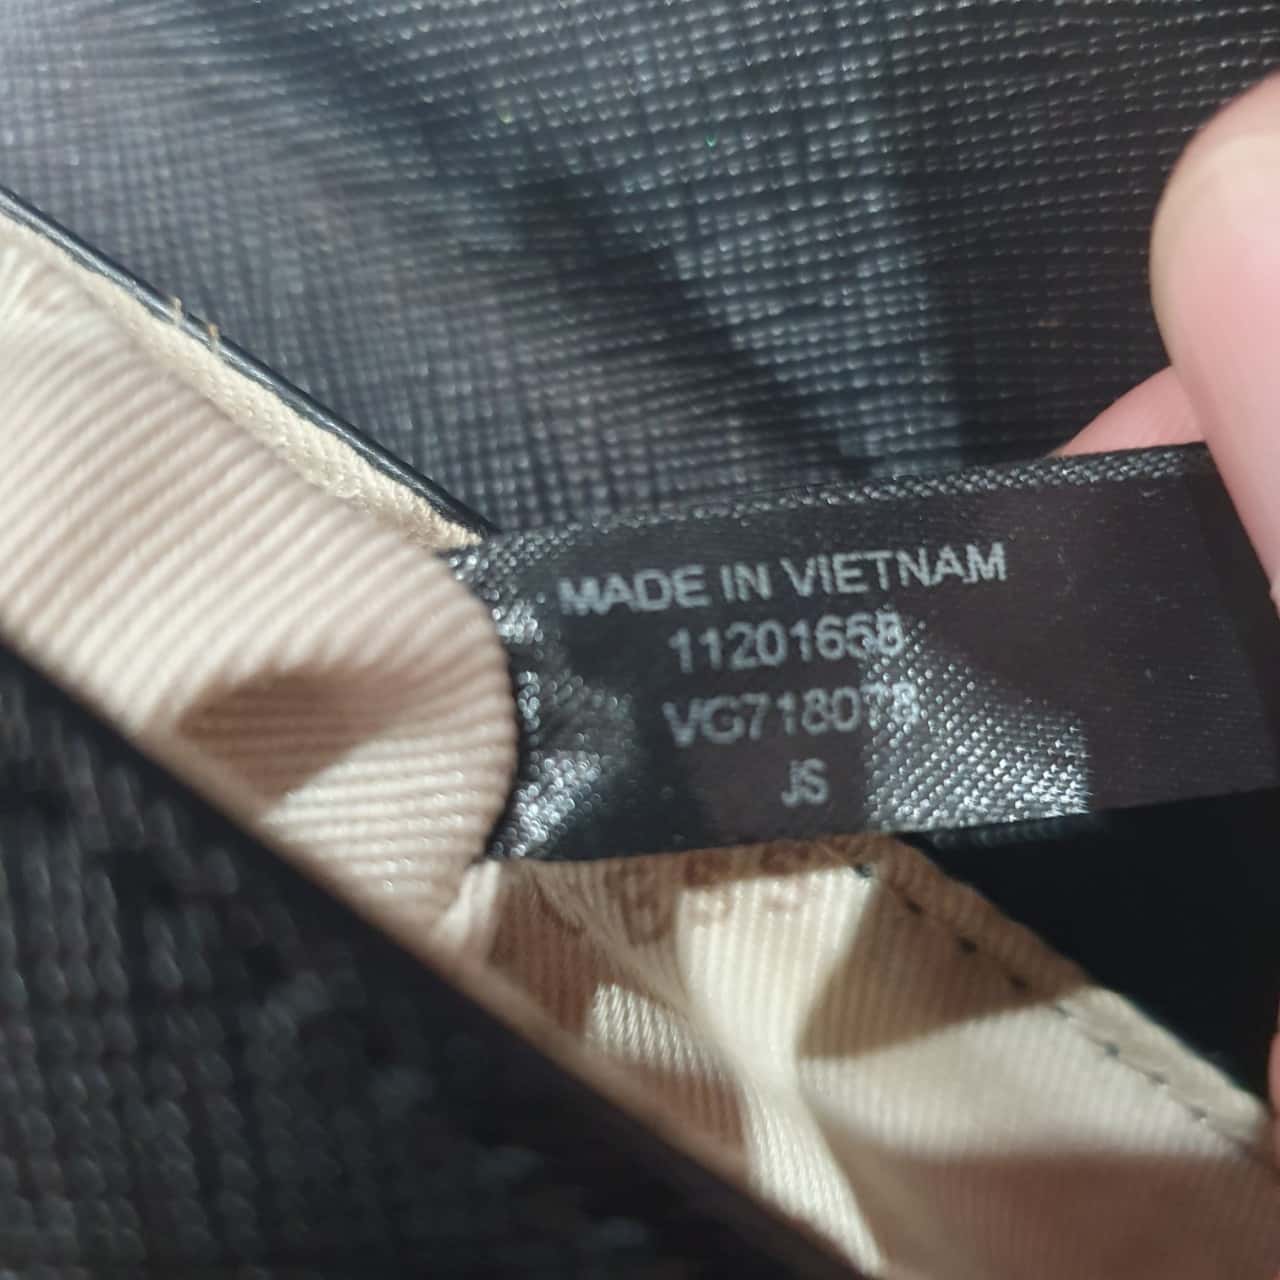 MADE IN VIETNAM
11201658
VG718078
JS